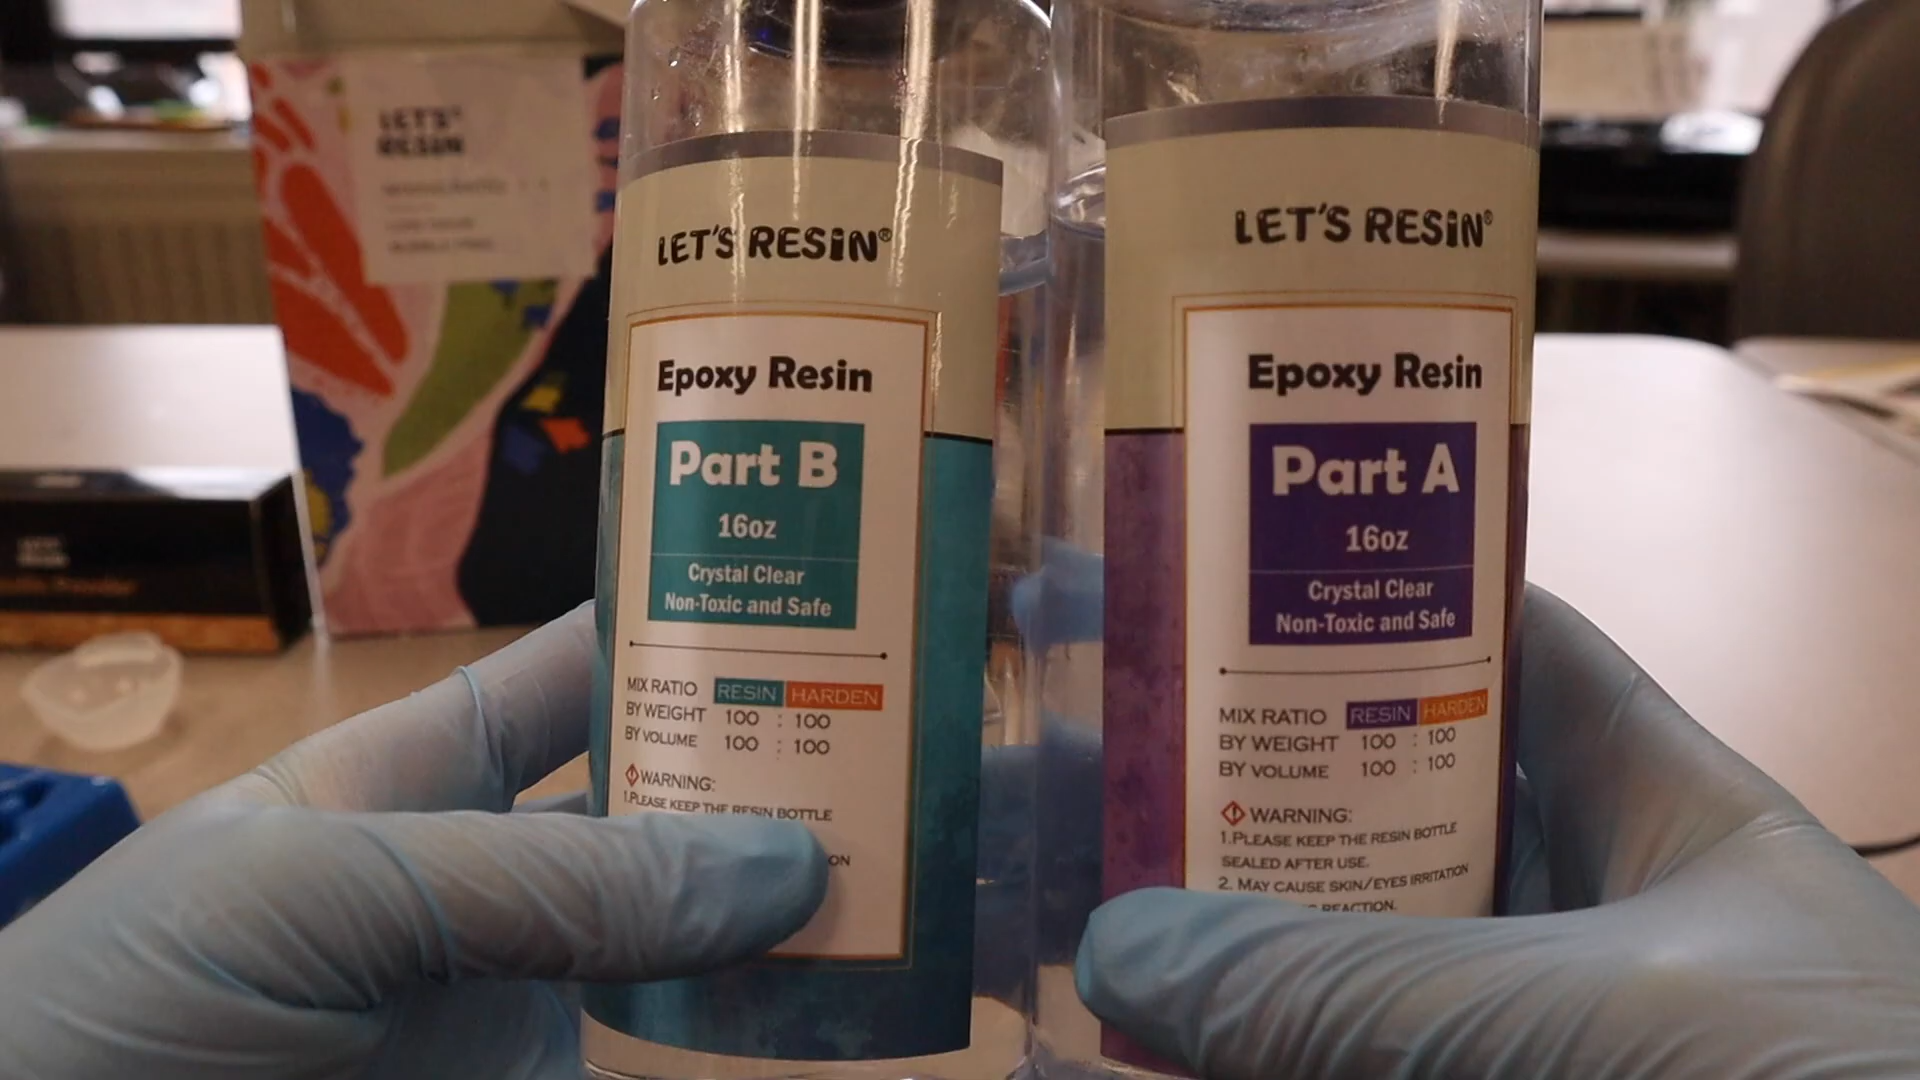 LET'S
RESIN
LET'S RESIN®
Epoxy Resin
Part B
16oz
Crystal Clear
Non-Toxic and Safe
MIX RATIO RESIN HARDEN
BY WEIGHT 100 : 100
BY VOLUME 100 : 100
WARNING:
1.PLEASE KEEP THE RESIN BOTTLE
ON
LET'S RESIN®
Epoxy Resin
Part A
16oz
Crystal Clear
Non-Toxic and Safe
MIX RATIO RESIN HARDEN
BY WEIGHT 100 : 100
BY VOLUME 100 : 100
WARNING:
1.PLEASE KEEP THE RESIN BOTTLE
SEALED AFTER USE.
2. MAY CAUSE SKIN/EYES IRRITATION
REACTION.